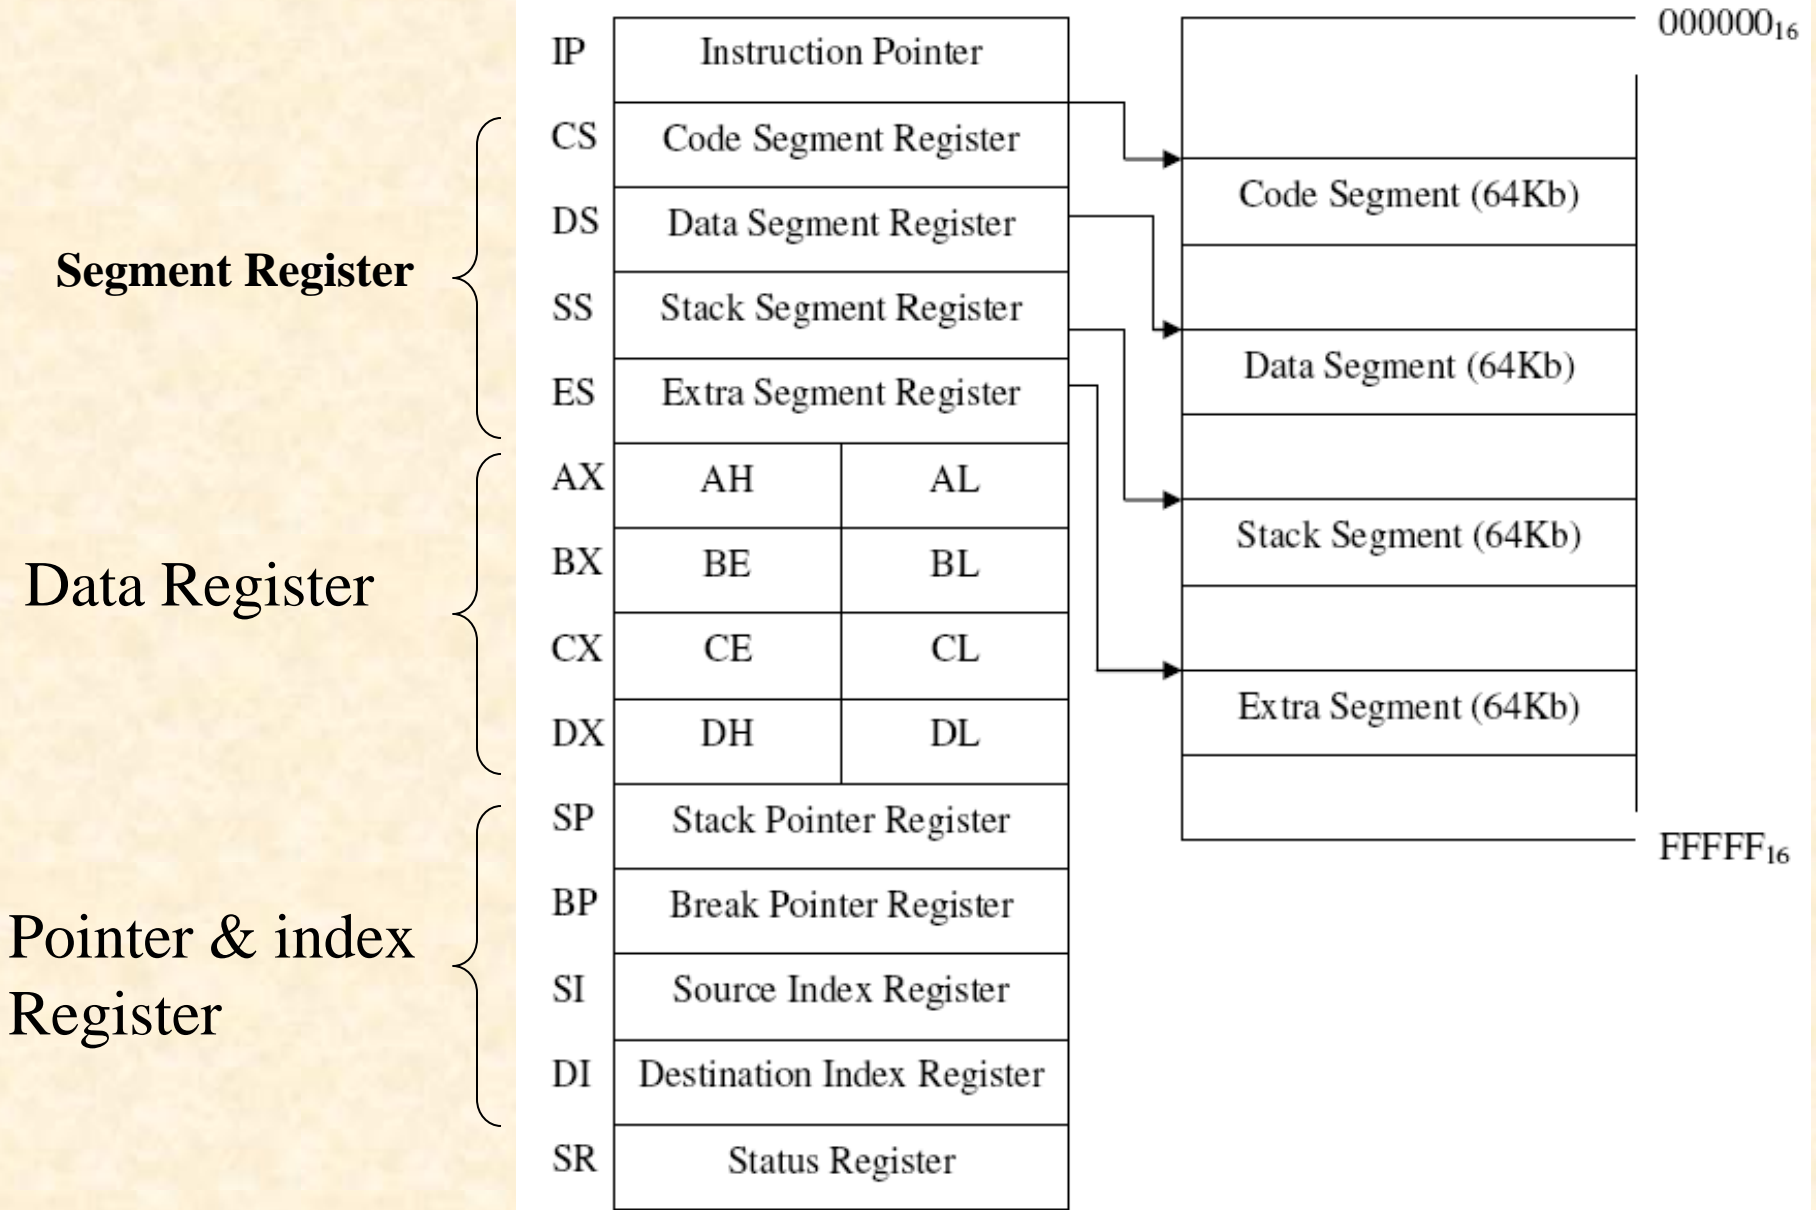 IP Instruction Pointer
CS Code Segment Register
DS Data Segment Register
SS Stack Segment Register
ES Extra Segment Register
AX AH AL
BX BE BL
CX CE CL
DX DH DL
SP Stack Pointer Register
BP Break Pointer Register
SI Source Index Register
DI Destination Index Register
SR Status Register
Segment Register
Data Register
Pointer & index
Register
000000₁₆
Code Segment (64Kb)
Data Segment (64Kb)
Stack Segment (64Kb)
Extra Segment (64Kb)
FFFFF₁₆